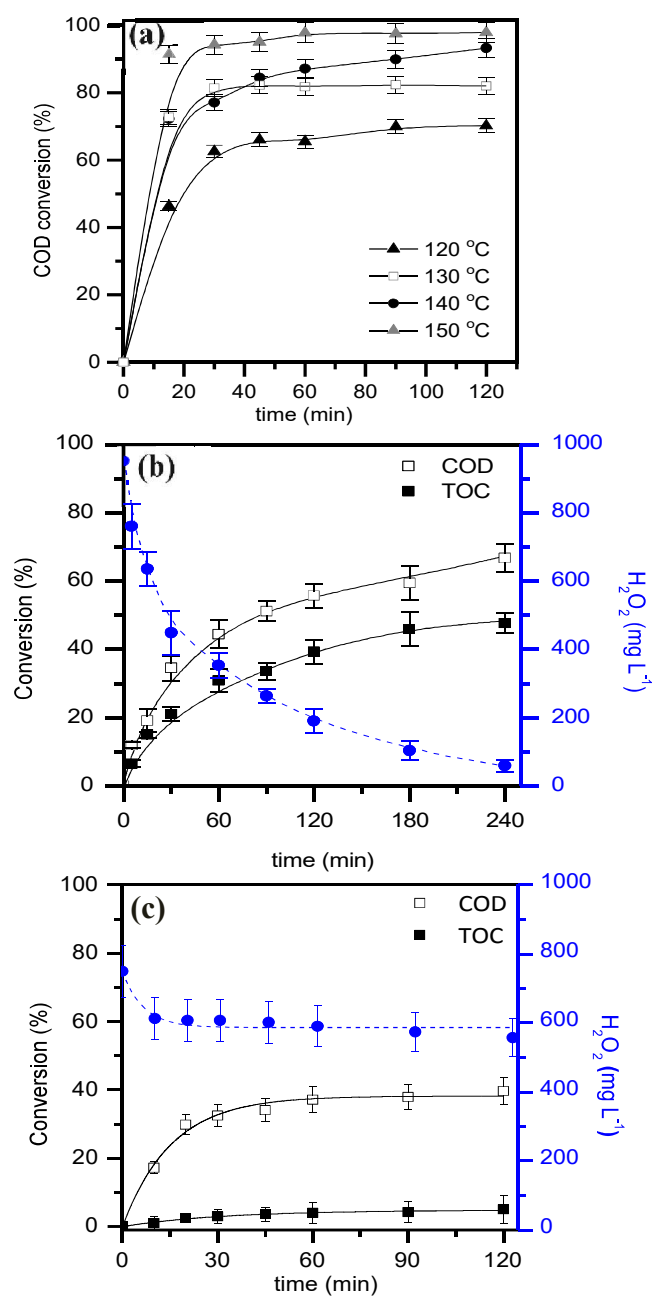 (a)
100
80
60
40
20
0
COD conversion (%)
120 °C
130 °C
140 °C
150 °C
0 20 40 60 80 100 120
time (min)
(b)
100
80
60
40
20
0
Conversion (%)
COD
TOC
1000
800
600
400
200
0
H₂O₂ (mg L⁻¹)
0 60 120 180 240
time (min)
(c)
100
80
60
40
20
0
Conversion (%)
COD
TOC
1000
800
600
400
200
0
H₂O₂ (mg L⁻¹)
0 30 60 90 120
time (min)